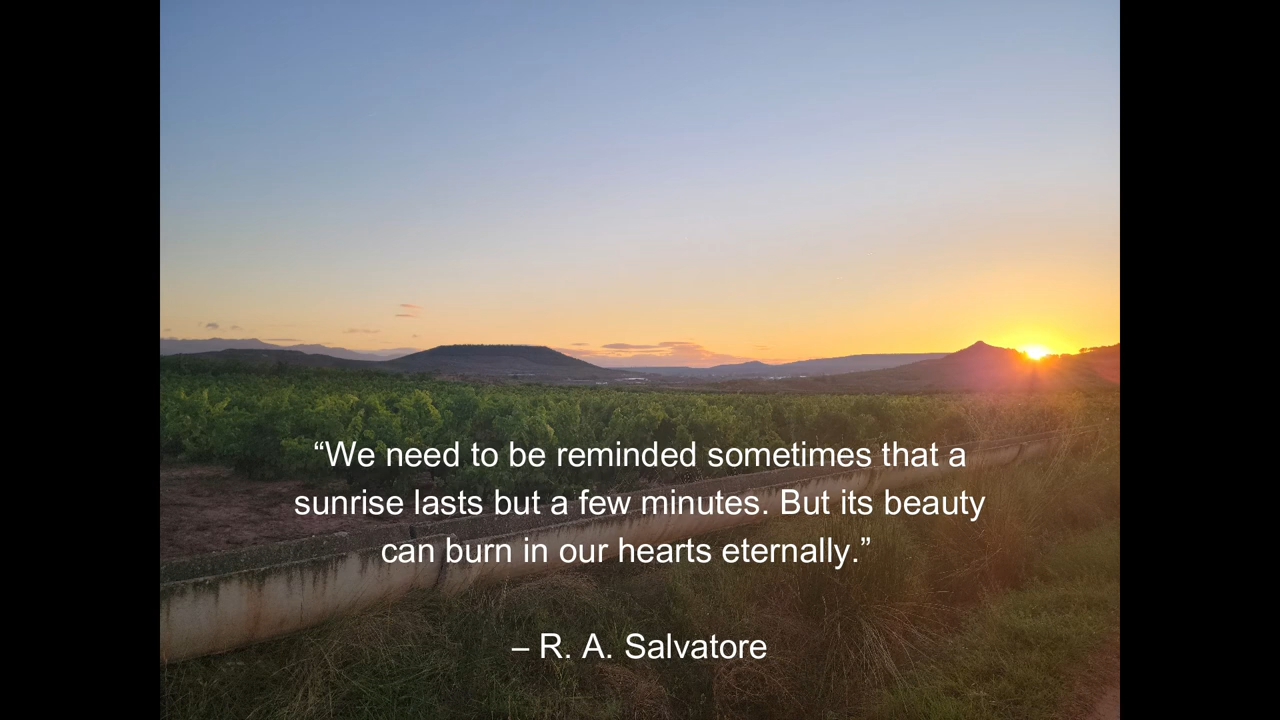 “We need to be reminded sometimes that a
sunrise lasts but a few minutes. But its beauty
can burn in our hearts eternally.”
– R. A. Salvatore